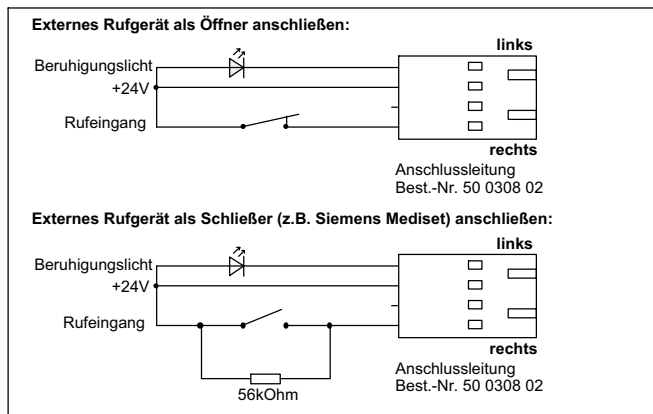 Externes Rufgerät als Öffner anschließen:
links
Beruhigungslicht
+24V
Rufeingang
rechts
Anschlussleitung
Best.-Nr. 50 0308 02
Externes Rufgerät als Schließer (z.B. Siemens Mediset) anschließen:
links
Beruhigungslicht
+24V
Rufeingang
rechts
Anschlussleitung
Best.-Nr. 50 0308 02
56kOhm